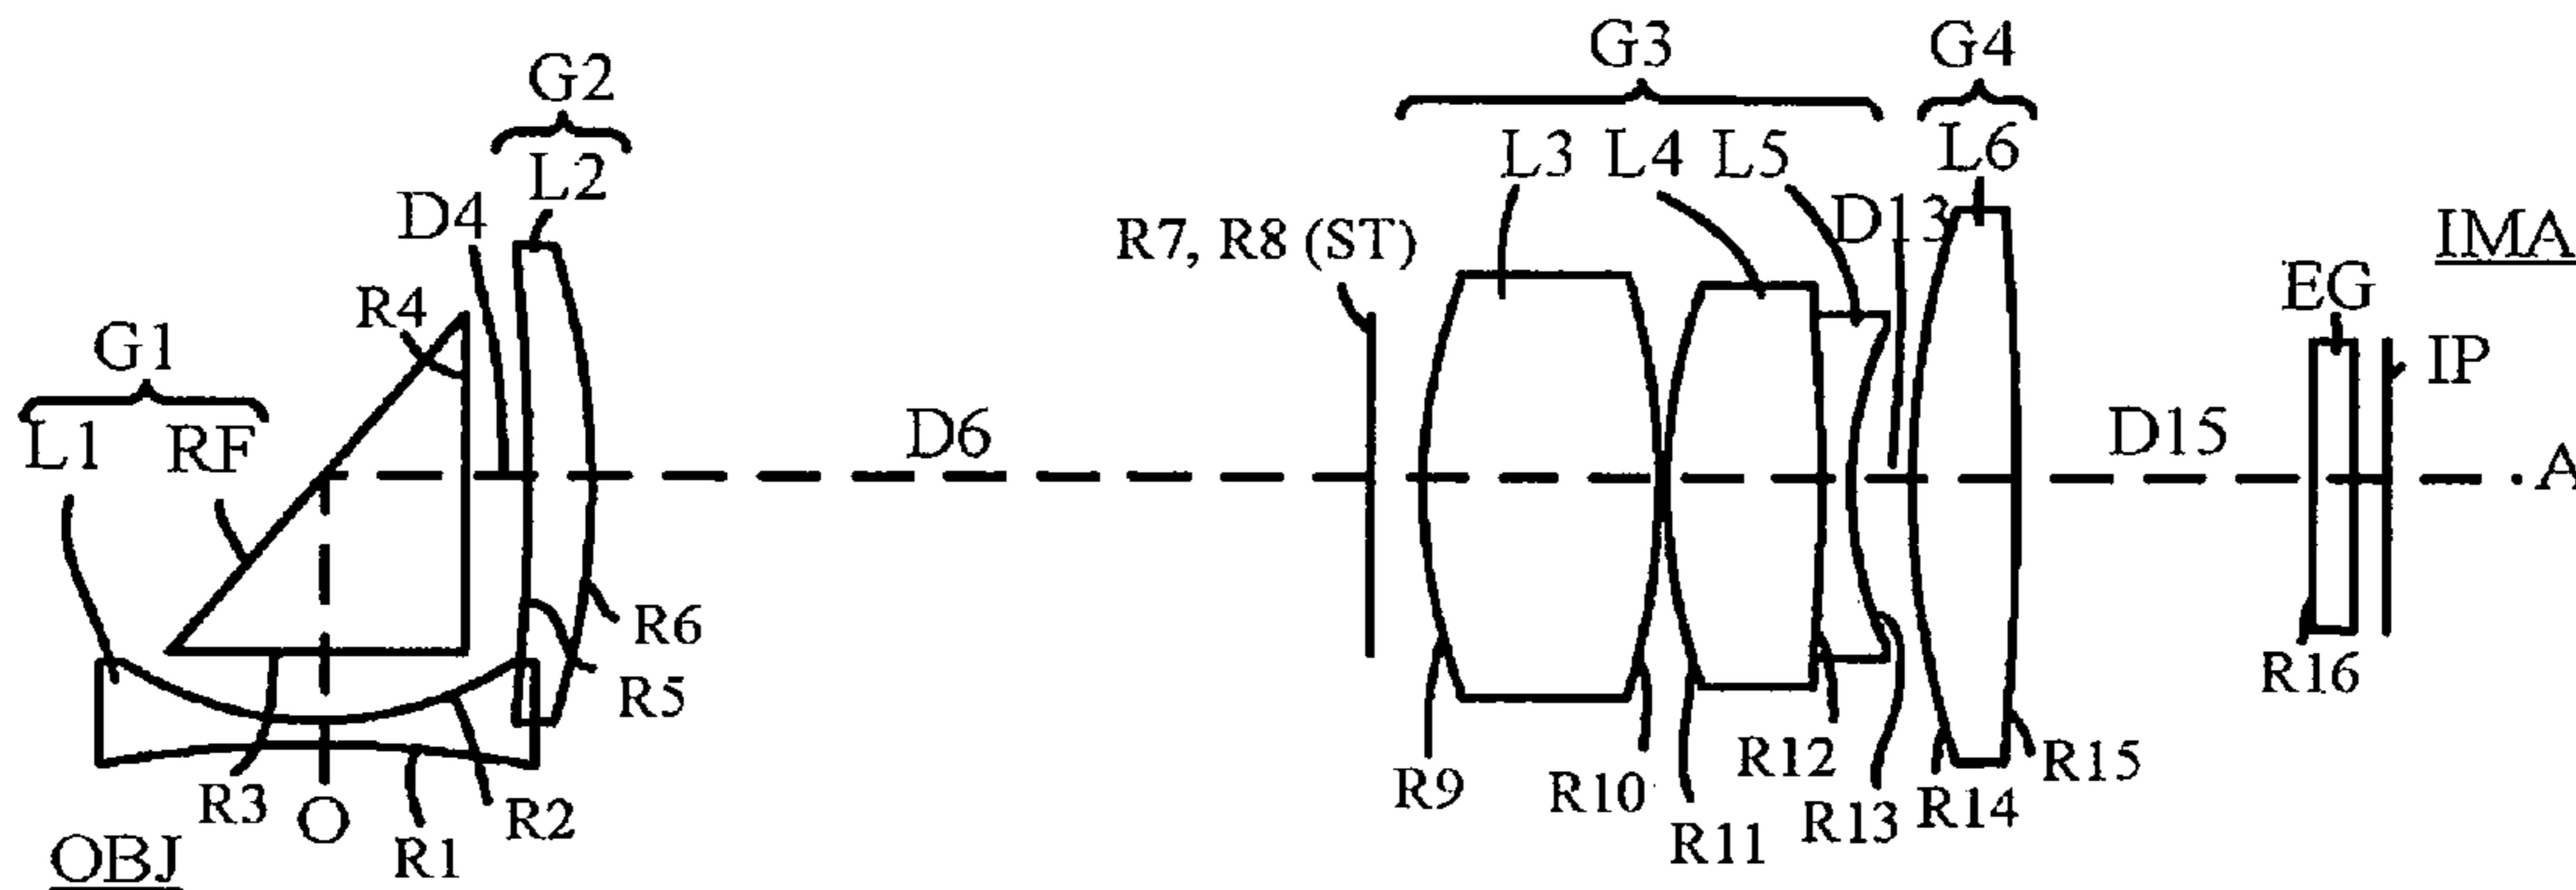 G3 G4
G2
L3 L4 L5 L6
L2
D4 D13
R7, R8 (ST) IMA
EG
R4
G1 IP
D6 D15
L1 RF A
R6
R5 R16
R3 R2 R12 R15
O R9 R10 R13 R14
R1 R11
OBJ